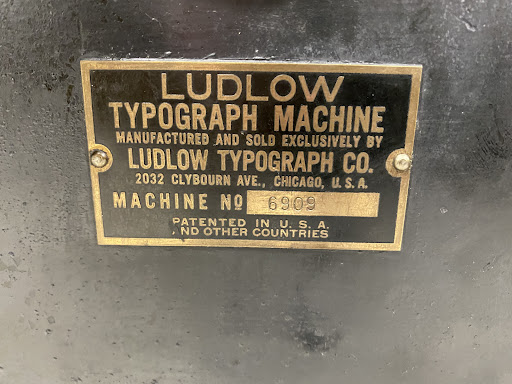 LUDLOW
TYPOGRAPH MACHINE
MANUFACTURED AND SOLD EXCLUSIVELY BY
LUDLOW TYPOGRAPH CO.
2032 CLYBOURN AVE., CHICAGO, U.S.A.
MACHINE Nº 6909
PATENTED IN U.S.A.
AND OTHER COUNTRIES